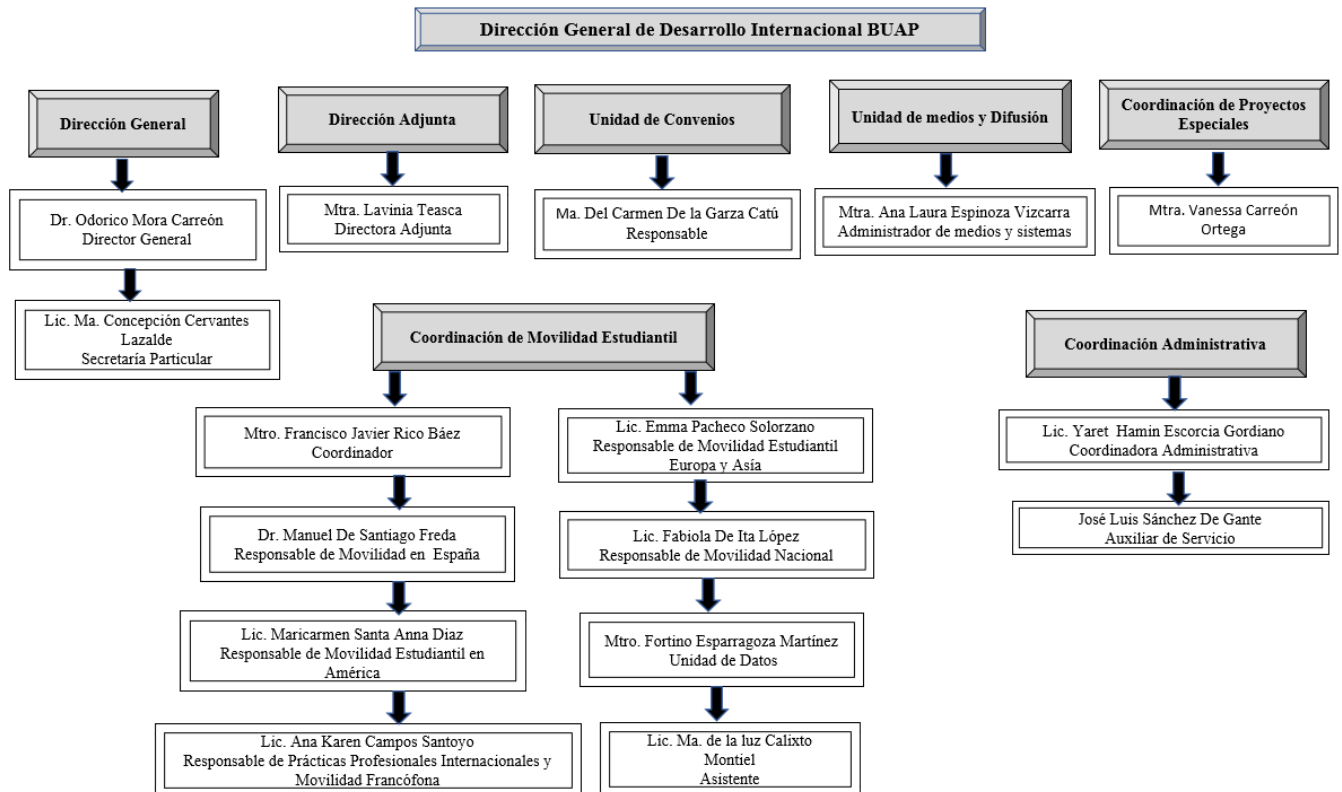 Dirección General de Desarrollo Internacional BUAP
Dirección General
Dirección Adjunta
Unidad de Convenios
Unidad de medios y Difusión
Coordinación de Proyectos
Especiales
Dr. Odorico Mora Carreón
Director General
Mtra. Lavinia Teasca
Directora Adjunta
Ma. Del Carmen De la Garza Catú
Responsable
Mtra. Ana Laura Espinoza Vizcarra
Administrador de medios y sistemas
Mtra. Vanessa Carreón
Ortega
Lic. Ma. Concepción Cervantes
Lazalde
Secretaría Particular
Coordinación de Movilidad Estudiantil
Coordinación Administrativa
Mtro. Francisco Javier Rico Báez
Coordinador
Dr. Manuel De Santiago Freda
Responsable de Movilidad en España
Lic. Maricarmen Santa Anna Diaz
Responsable de Movilidad Estudiantil en
América
Lic. Ana Karen Campos Santoyo
Responsable de Prácticas Profesionales Internacionales y
Movilidad Francófona
Lic. Emma Pacheco Solorzano
Responsable de Movilidad Estudiantil
Europa y Asía
Lic. Fabiola De Ita López
Responsable de Movilidad Nacional
Mtro. Fortino Esparragoza Martínez
Unidad de Datos
Lic. Ma. de la luz Calixto
Montiel
Asistente
Lic. Yaret Hamin Escorcia Gordiano
Coordinadora Administrativa
José Luis Sánchez De Gante
Auxiliar de Servicio